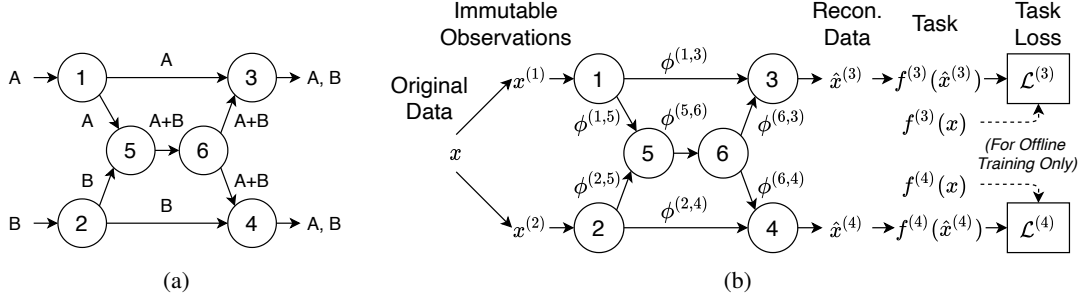 A
1
A
3
A, B
A
A+B
A+B
5
6
B
A+B
B
2
B
4
A, B
(a)
Immutable
Observations
Recon.
Data
Task
Task
Loss
Original
Data
x
x^{(1)}
1
ϕ^{(1,3)}
3
x̂^{(3)}
f^{(3)}(x̂^{(3)})
ℒ^{(3)}
ϕ^{(1,5)}
ϕ^{(5,6)}
ϕ^{(6,3)}
f^{(3)}(x)
5
6
(For Offline
Training Only)
ϕ^{(2,5)}
ϕ^{(6,4)}
f^{(4)}(x)
x^{(2)}
2
ϕ^{(2,4)}
4
x̂^{(4)}
f^{(4)}(x̂^{(4)})
ℒ^{(4)}
(b)